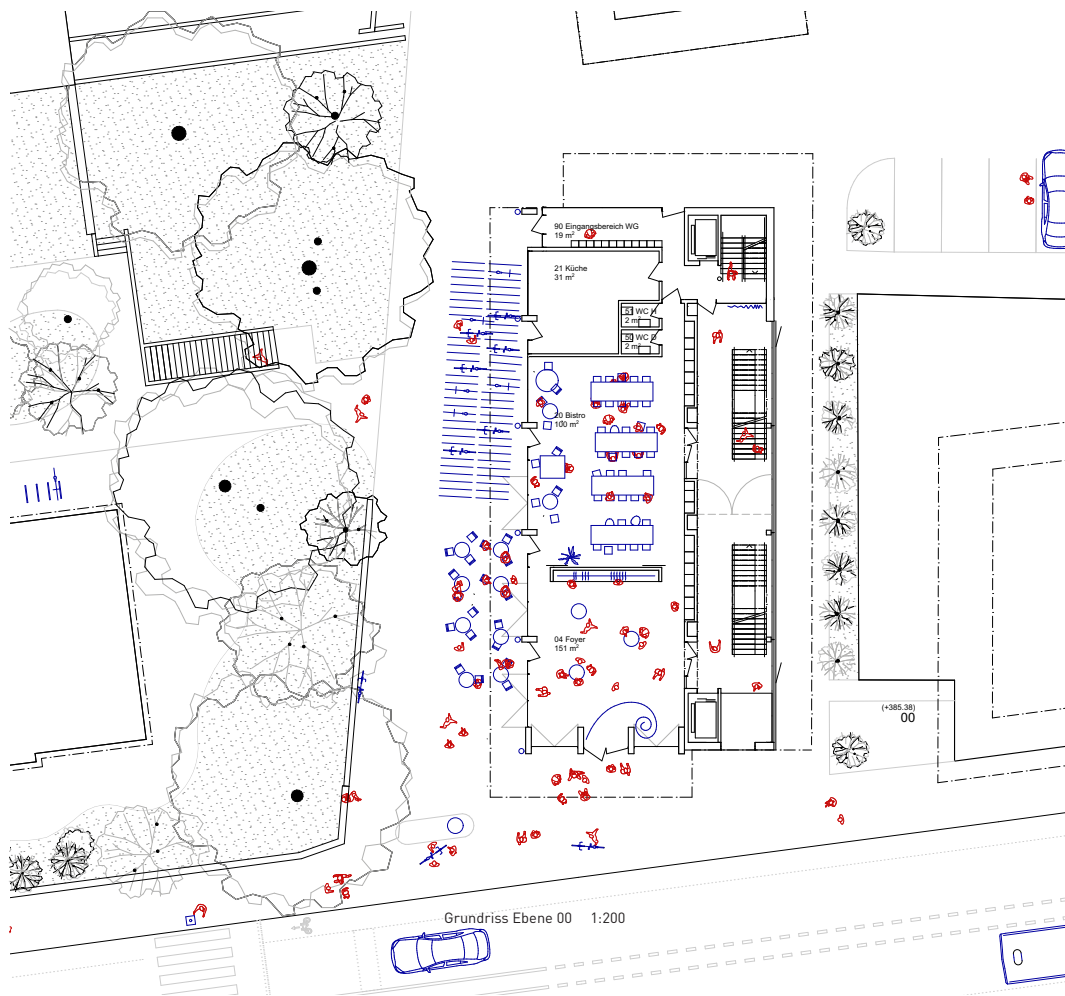 90 Eingangsbereich WG
19 m²
21 Küche
31 m²
51 WC H
2 m²
50 WC D
2 m²
20 Bistro
100 m²
04 Foyer
151 m²
(+385.38)
00
Grundriss Ebene 00 1:200